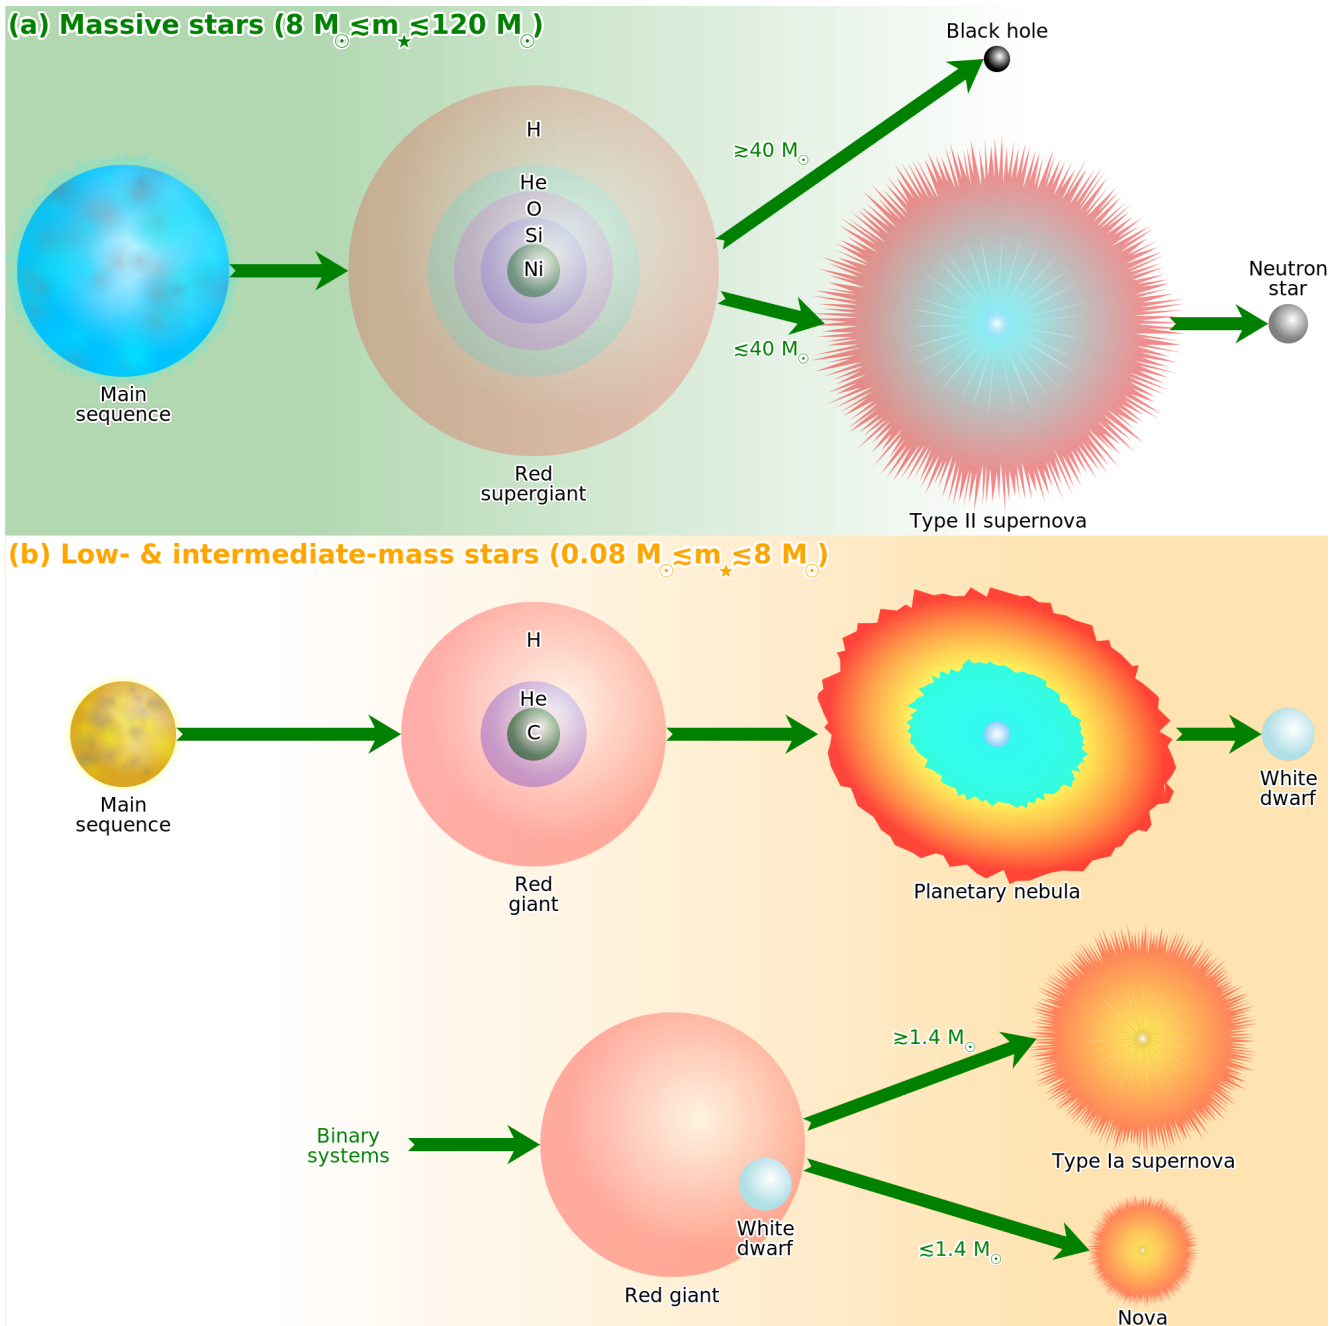 (a) Massive stars (8 M☉≲m★≲120 M☉)
Black hole
H
≳40 M☉
He
O
Si
Ni
Neutron
star
≲40 M☉
Main
sequence
Red
supergiant
Type II supernova
(b) Low- & intermediate-mass stars (0.08 M☉≲m★≲8 M☉)
H
He
C
Main
sequence
White
dwarf
Red
giant
Planetary nebula
≳1.4 M☉
Binary
systems
Type Ia supernova
White
dwarf
≲1.4 M☉
Red giant
Nova